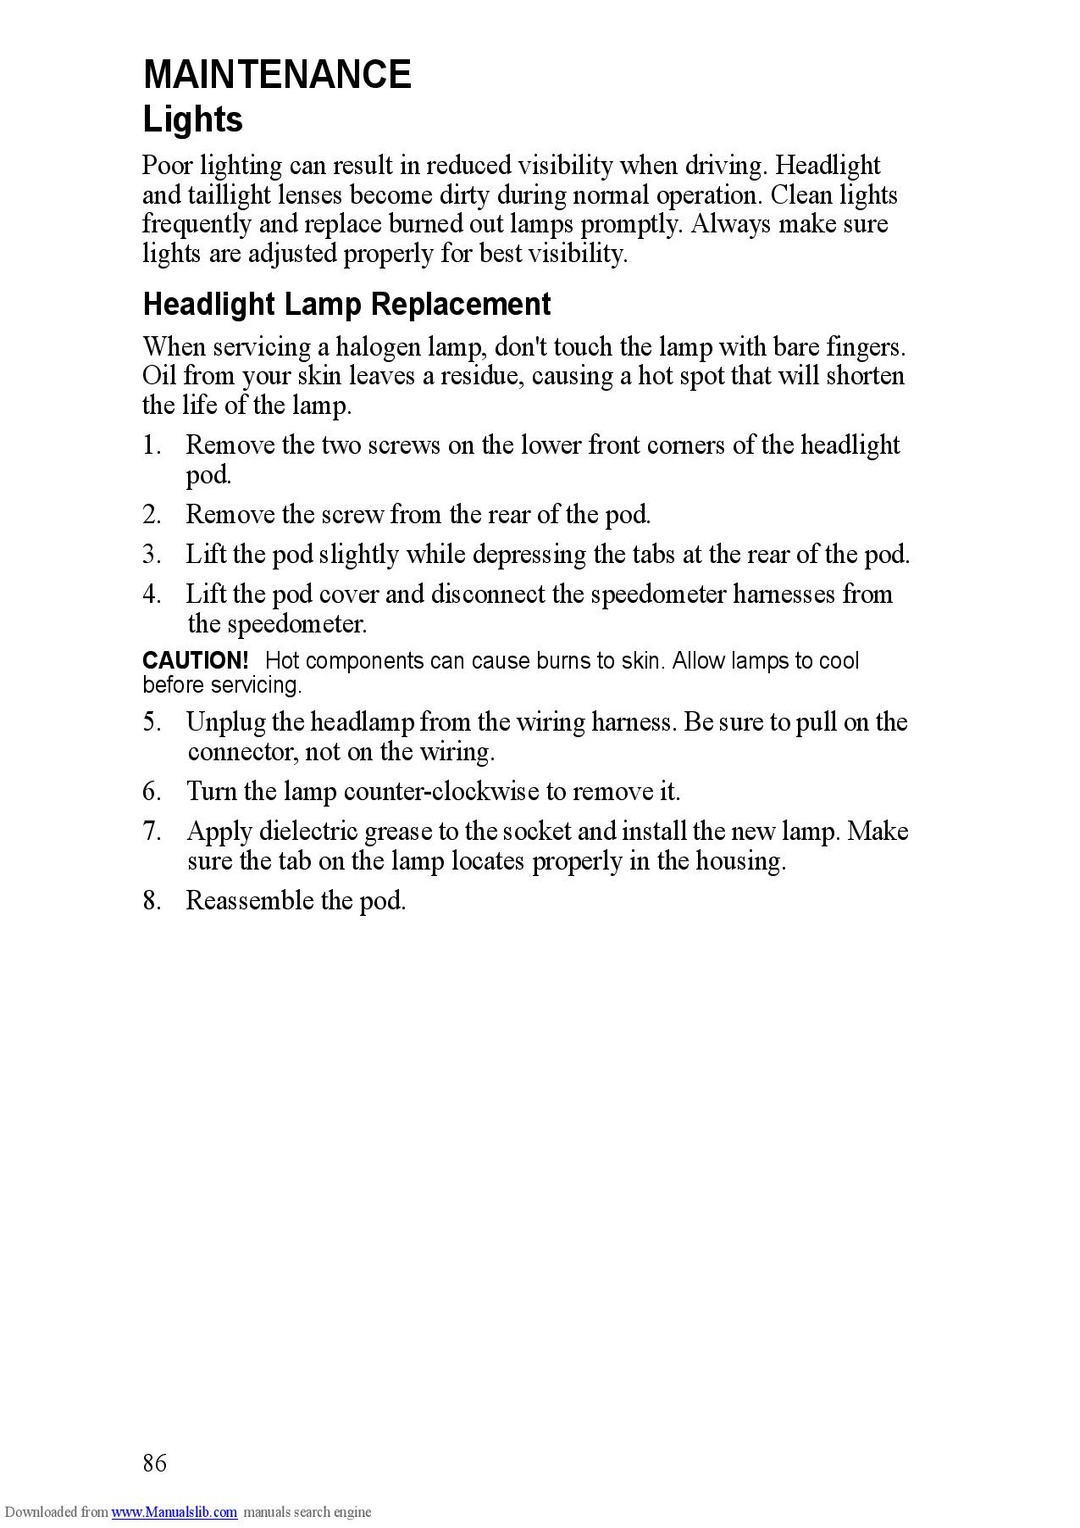 MAINTENANCE
Lights
Poor lighting can result in reduced visibility when driving. Headlight
and taillight lenses become dirty during normal operation. Clean lights
frequently and replace burned out lamps promptly. Always make sure
lights are adjusted properly for best visibility.
Headlight Lamp Replacement
When servicing a halogen lamp, don't touch the lamp with bare fingers.
Oil from your skin leaves a residue, causing a hot spot that will shorten
the life of the lamp.
1. Remove the two screws on the lower front corners of the headlight
pod.
2. Remove the screw from the rear of the pod.
3. Lift the pod slightly while depressing the tabs at the rear of the pod.
4. Lift the pod cover and disconnect the speedometer harnesses from
the speedometer.
CAUTION! Hot components can cause burns to skin. Allow lamps to cool
before servicing.
5. Unplug the headlamp from the wiring harness. Be sure to pull on the
connector, not on the wiring.
6. Turn the lamp counter-clockwise to remove it.
7. Apply dielectric grease to the socket and install the new lamp. Make
sure the tab on the lamp locates properly in the housing.
8. Reassemble the pod.
86
Downloaded from www.Manualslib.com manuals search engine